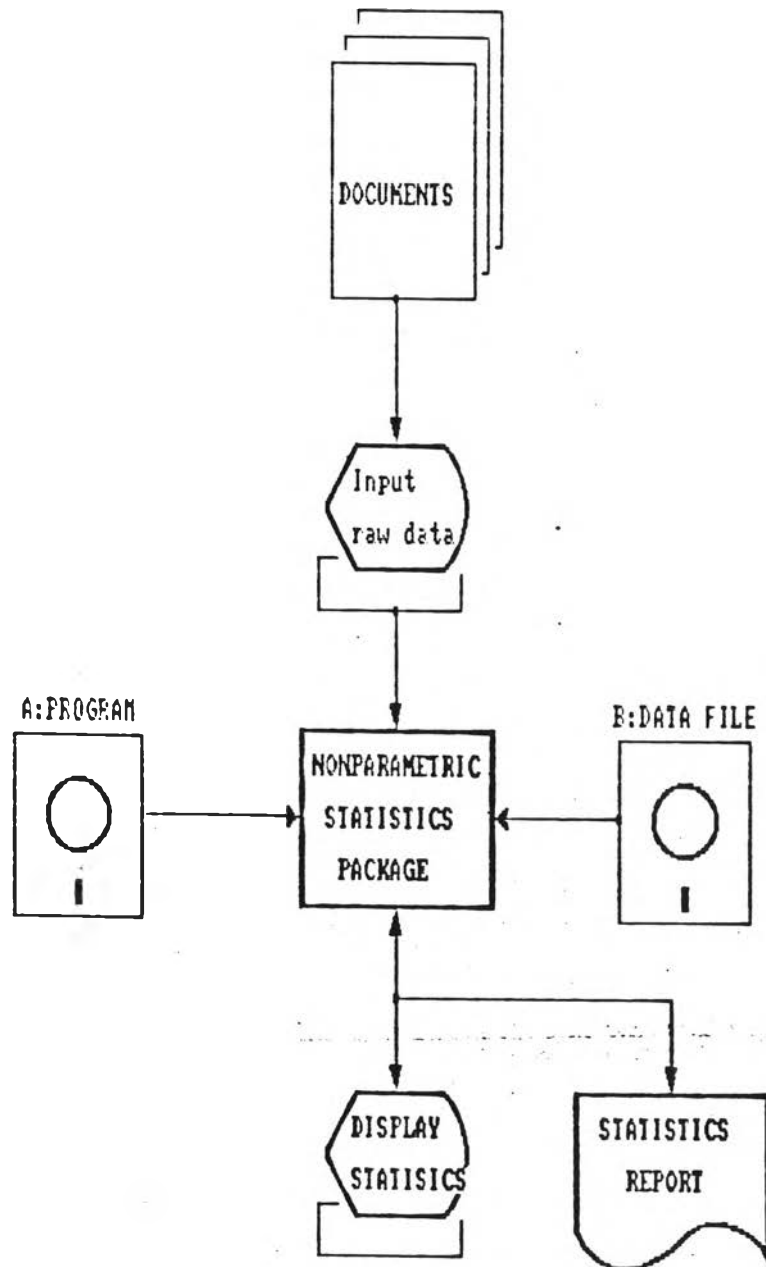 DOCUMENTS
Input
raw data
A:PROGRAM
B:DATA FILE
NONPARAMETRIC
STATISTICS
PACKAGE
DISPLAY
STATISICS
STATISTICS
REPORT